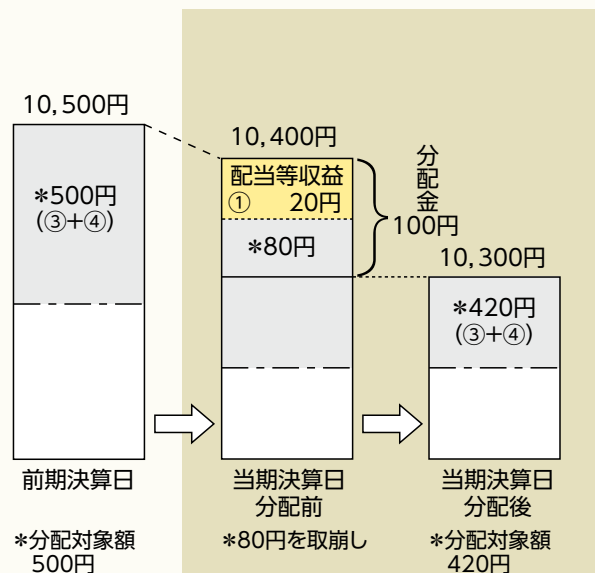 10,500円
*500円
(③+④)
前期決算日
*分配対象額
500円
10,400円
配当等収益
① 20円
*80円
分配金
100円
当期決算日
分配前
*80円を取崩し
10,300円
*420円
(③+④)
当期決算日
分配後
*分配対象額
420円